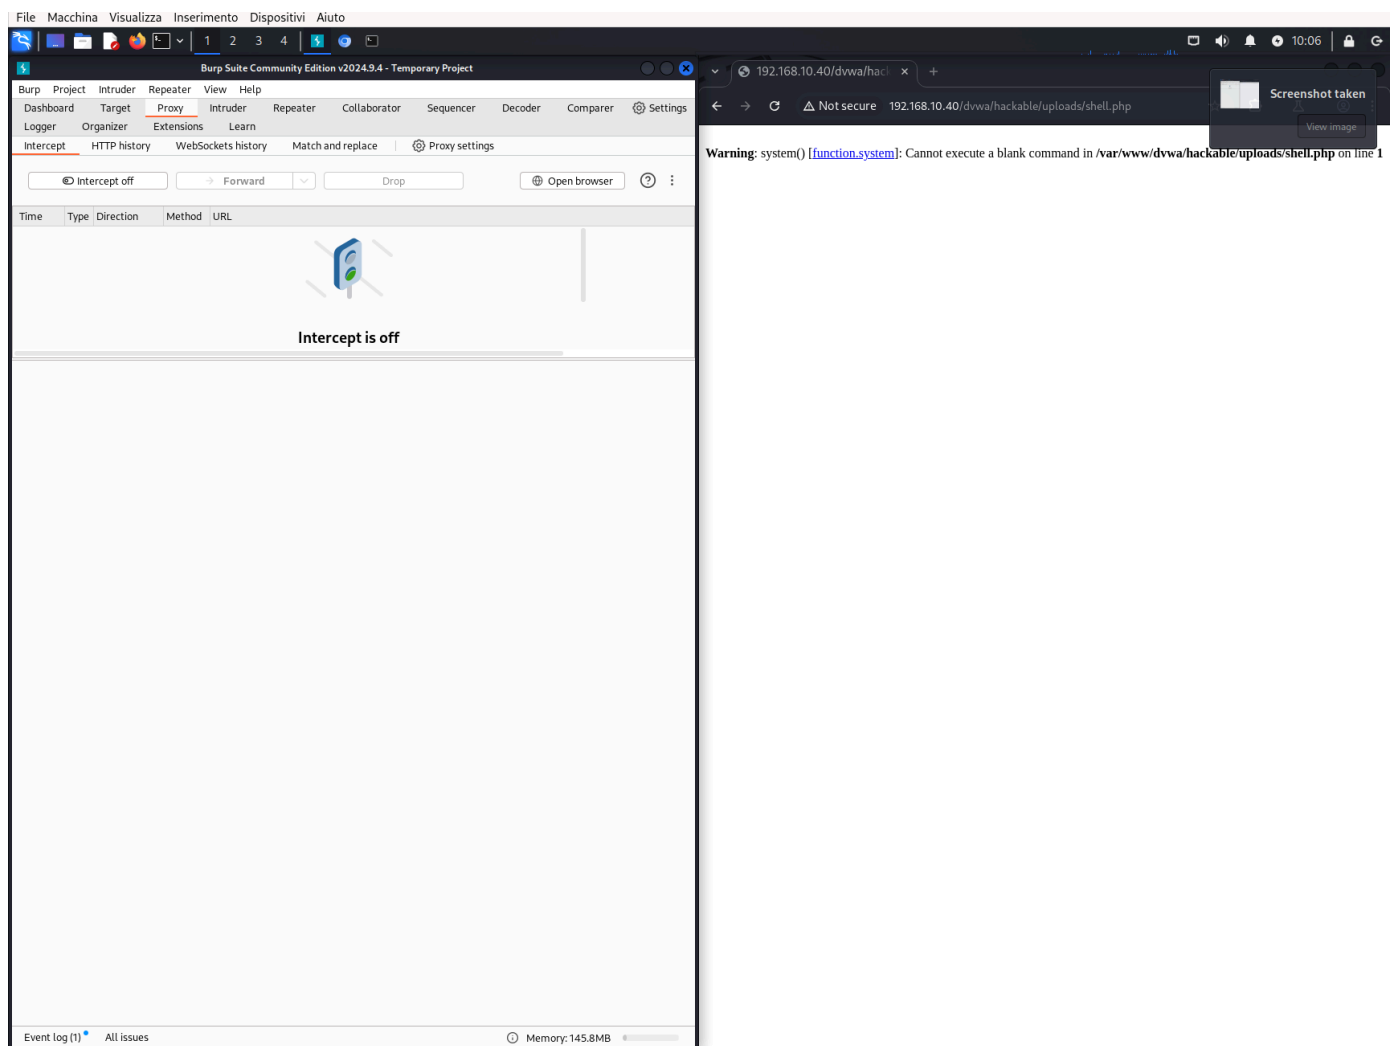 File Macchina Visualizza Inserimento Dispositivi Aiuto
1 2 3 4 10:06
Burp Suite Community Edition v2024.9.4 - Temporary Project
Burp Project Intruder Repeater View Help
Dashboard Target Proxy Intruder Repeater Collaborator Sequencer Decoder Comparer Settings
Logger Organizer Extensions Learn
Intercept HTTP history WebSockets history Match and replace Proxy settings
Intercept off Forward Drop Open browser
Time Type Direction Method URL
Intercept is off
Event log (1) All issues Memory: 145.8MB
192.168.10.40/dvwa/hack
Not secure 192.168.10.40/dvwa/hackable/uploads/shell.php
Screenshot taken
View image
Warning: system() [function.system]: Cannot execute a blank command in /var/www/dvwa/hackable/uploads/shell.php on line 1